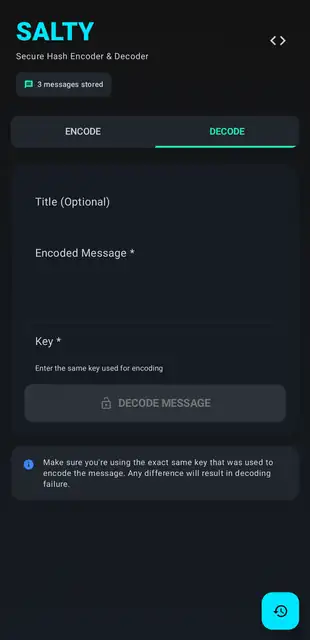 SALTY
Secure Hash Encoder & Decoder
3 messages stored
ENCODE
DECODE
Title (Optional)
Encoded Message *
Key *
Enter the same key used for encoding
DECODE MESSAGE
Make sure you're using the exact same key that was used to
encode the message. Any difference will result in decoding
failure.